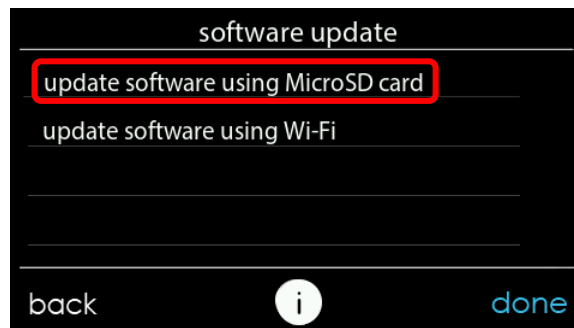 software update
update software using MicroSD card
update software using Wi-Fi
back i done